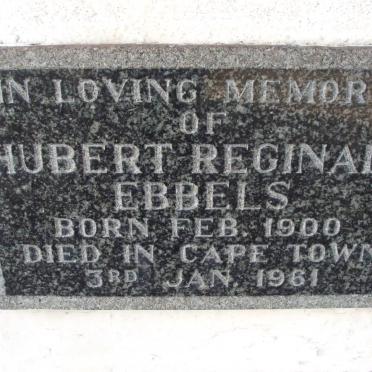 IN LOVING MEMOR
OF
HUBERT REGINAL
EBBELS
BORN FEB. 1900
DIED IN CAPE TOWN
3RD JAN. 1961